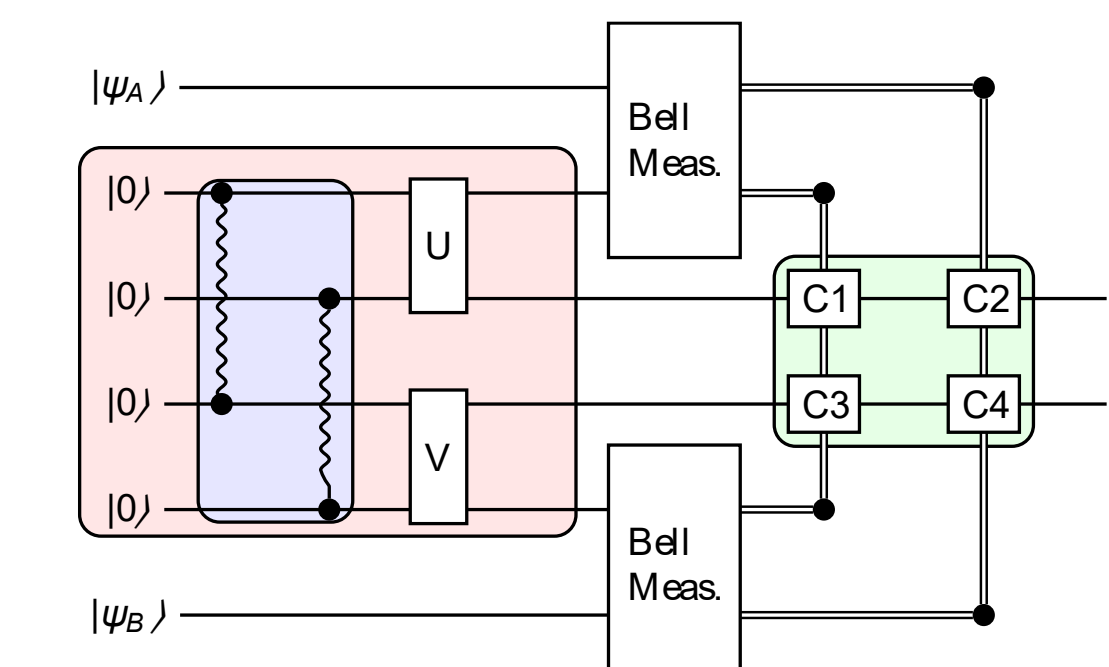 |ψA⟩
Bell
Meas.
|0⟩
U
|0⟩
C1 C2
|0⟩
C3 C4
V
|0⟩
Bell
Meas.
|ψB⟩